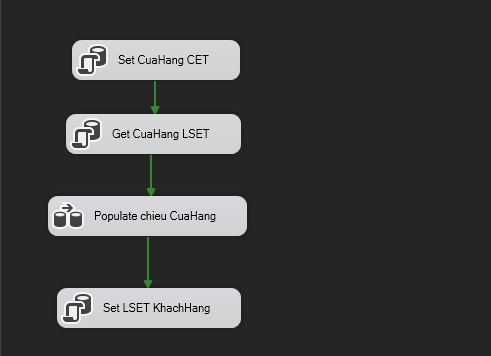 Set CuaHang CET
Get CuaHang LSET
Populate chieu CuaHang
Set LSET KhachHang